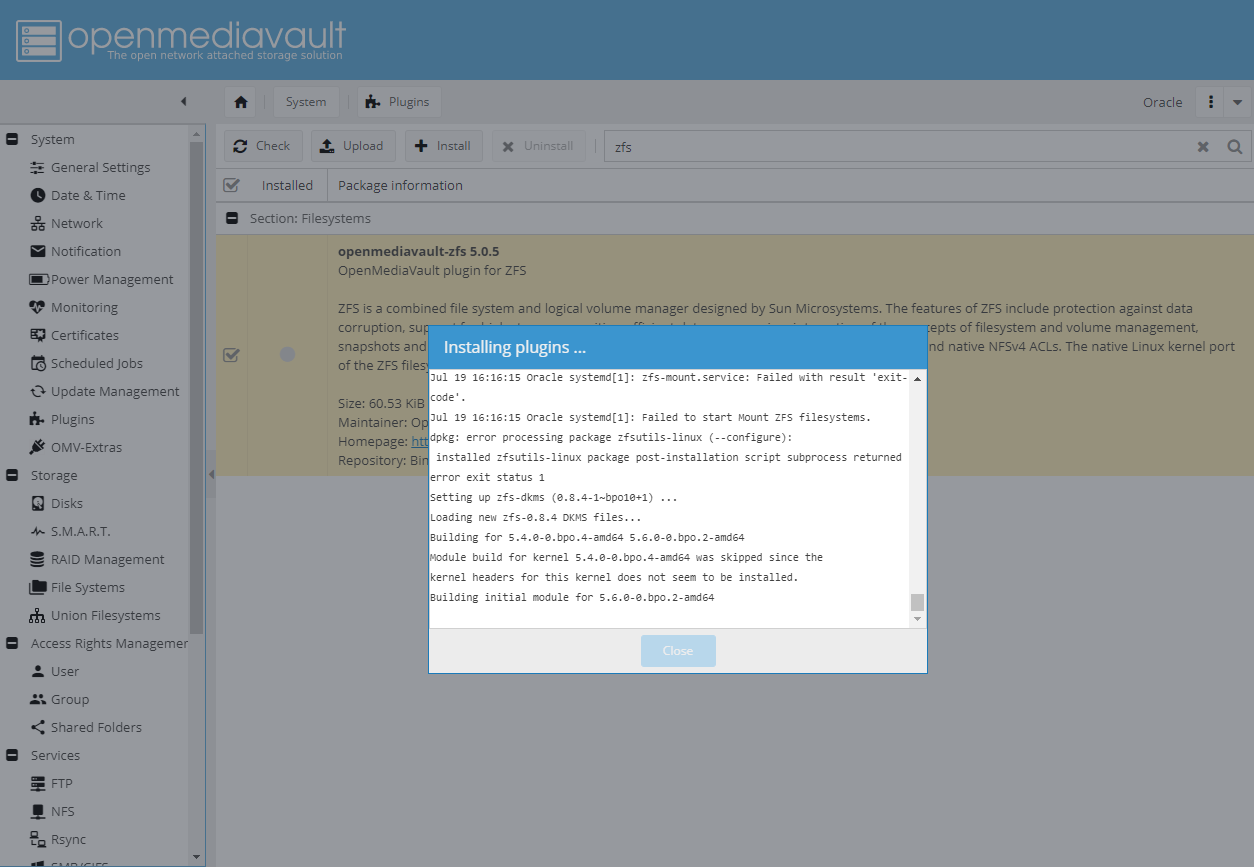 openmediavault
The open network attached storage solution
System
Plugins
Oracle
Check
Upload
Install
Uninstall
zfs
Installed
Package information
Section: Filesystems
System
General Settings
Date & Time
Network
Notification
Power Management
Monitoring
Certificates
Scheduled Jobs
Update Management
Plugins
OMV-Extras
Storage
Disks
S.M.A.R.T.
RAID Management
File Systems
Union Filesystems
Access Rights Managemen
User
Group
Shared Folders
Services
FTP
NFS
Rsync
SMB/CIFS
openmediavault-zfs 5.0.5
OpenMediaVault plugin for ZFS
ZFS is a combined file system and logical volume manager designed by Sun Microsystems. The features of ZFS include protection against data
corruption, filesystem and volume management,
snapshots and nd native NFSv4 ACLs. The native Linux kernel port
of the ZFS files
Size: 60.53 KiB
Maintainer: Op
Homepage: htt
Repository: Bin
Installing plugins ...
Jul 19 16:16:15 Oracle systemd[1]: zfs-mount.service: Failed with result 'exit-
code'.
Jul 19 16:16:15 Oracle systemd[1]: Failed to start Mount ZFS filesystems.
dpkg: error processing package zfsutils-linux (--configure):
installed zfsutils-linux package post-installation script subprocess returned
error exit status 1
Setting up zfs-dkms (0.8.4-1~bpo10+1) ...
Loading new zfs-0.8.4 DKMS files...
Building for 5.4.0-0.bpo.4-amd64 5.6.0-0.bpo.2-amd64
Module build for kernel 5.4.0-0.bpo.4-amd64 was skipped since the
kernel headers for this kernel does not seem to be installed.
Building initial module for 5.6.0-0.bpo.2-amd64
Close